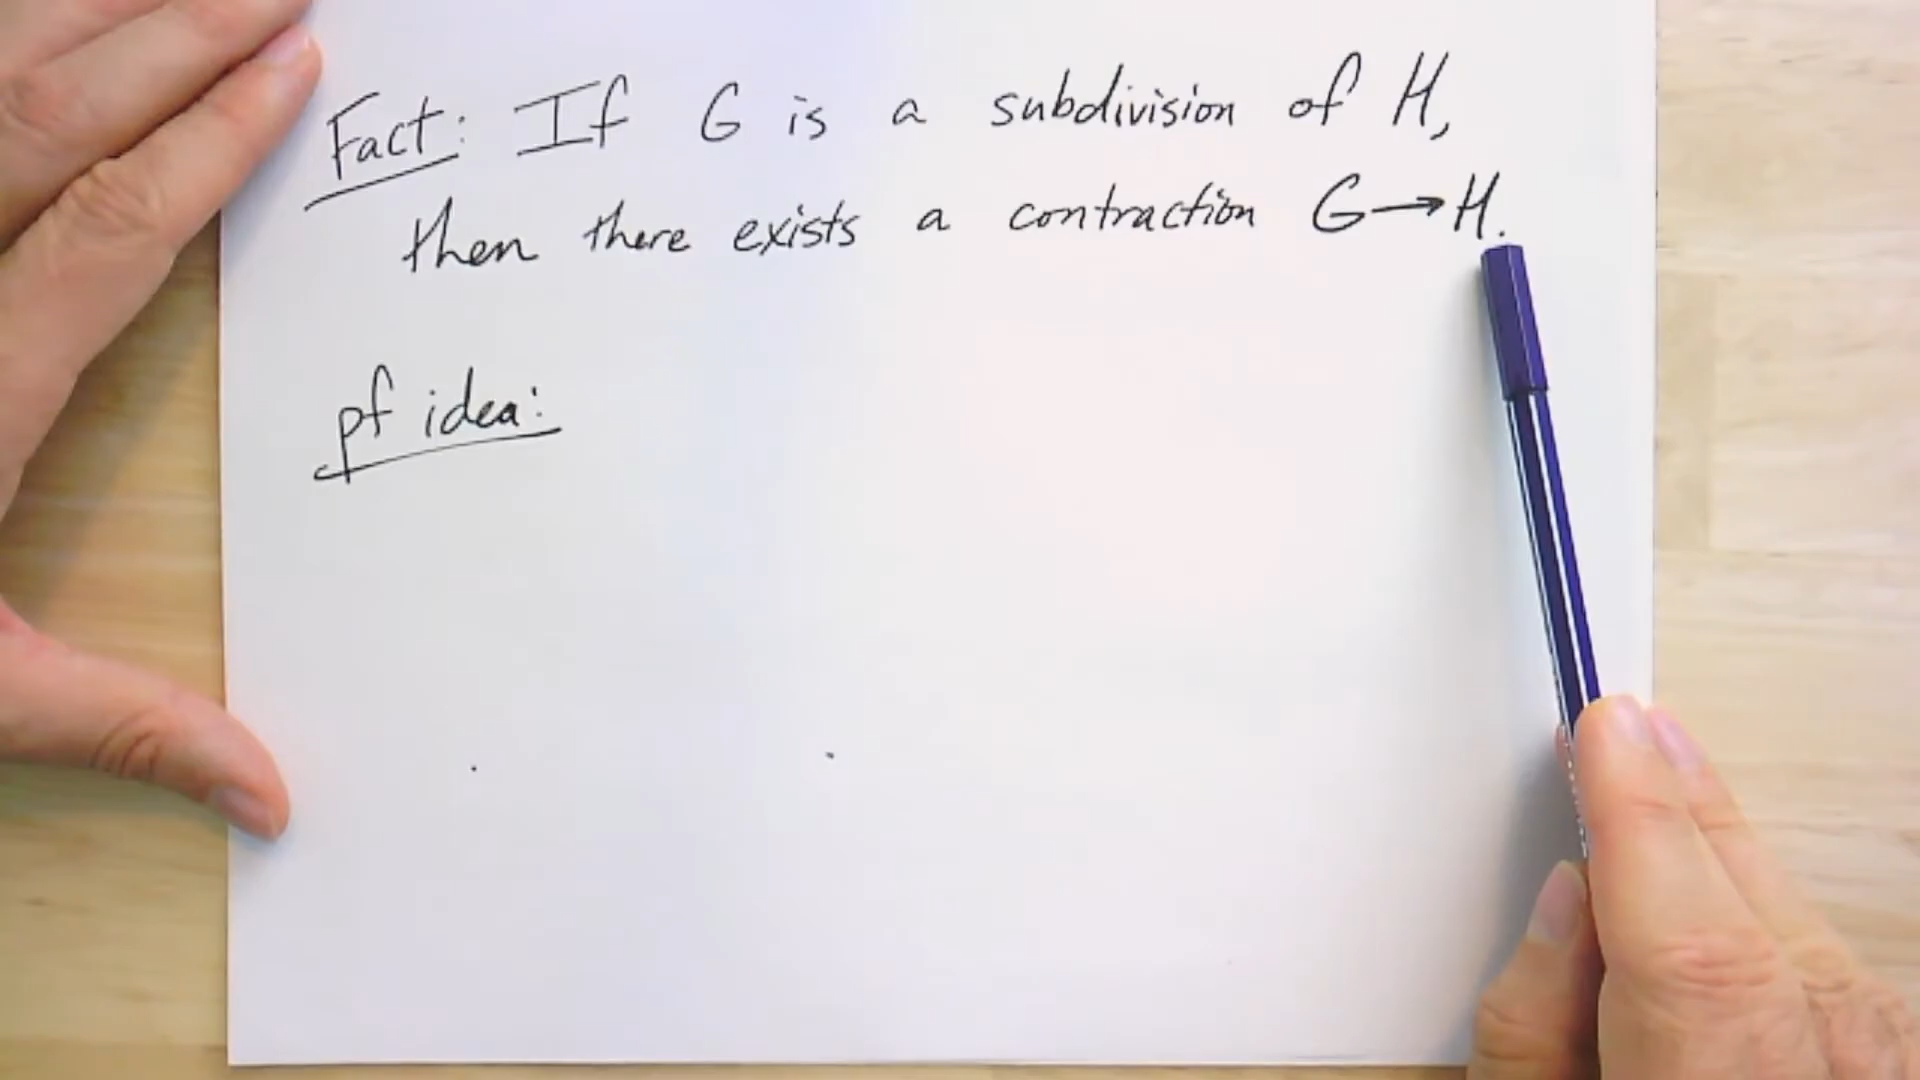 Fact: If G is a subdivision of H,
then there exists a contraction G→H.
pf idea: